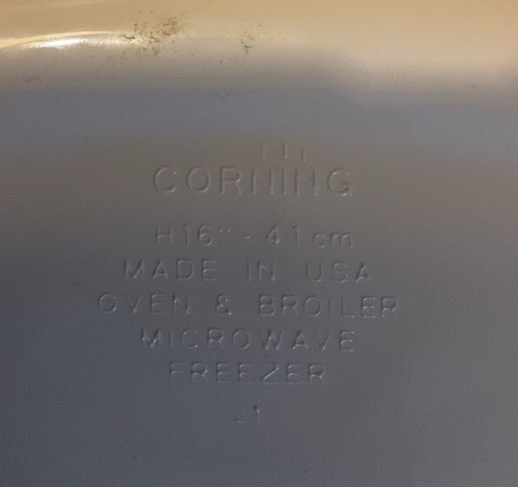 CORNING
H16" - 41 cm
MADE IN USA
OVEN & BROILER
MICROWAVE
FREEZER